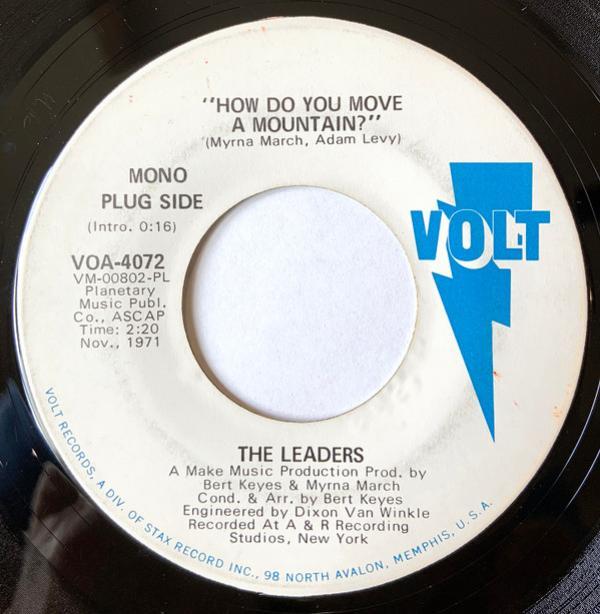 "HOW DO YOU MOVE
A MOUNTAIN?"
(Myrna March, Adam Levy)
MONO
PLUG SIDE
(Intro. 0:16)
VOLT
VOA-4072
VM-00802-PL
Planetary
Music Publ.
Co., ASCAP
Time: 2:20
Nov., 1971
THE LEADERS
A Make Music Production Prod. by
Bert Keyes & Myrna March
Cond. & Arr. by Bert Keyes
Engineered by Dixon Van Winkle
Recorded At A & R Recording
Studios, New York
VOLT RECORDS, A DIV. OF STAX RECORD INC., 98 NORTH AVALON, MEMPHIS, U.S.A.